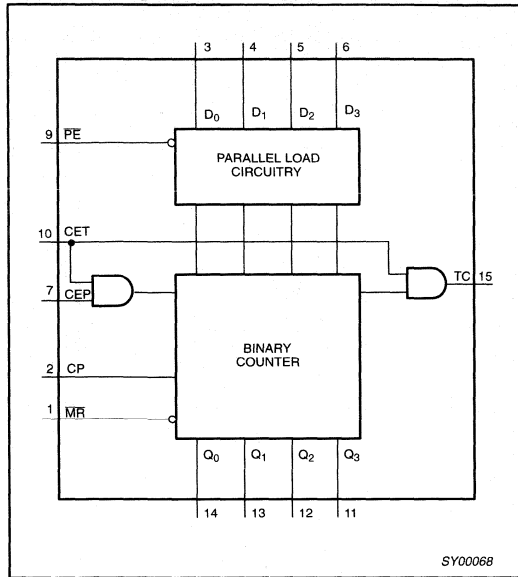 3 4 5 6
D0 D1 D2 D3
9 PE
PARALLEL LOAD
CIRCUITRY
10 CET
TC 15
7 CEP
BINARY
COUNTER
2 CP
1 MR
Q0 Q1 Q2 Q3
14 13 12 11
SY00068